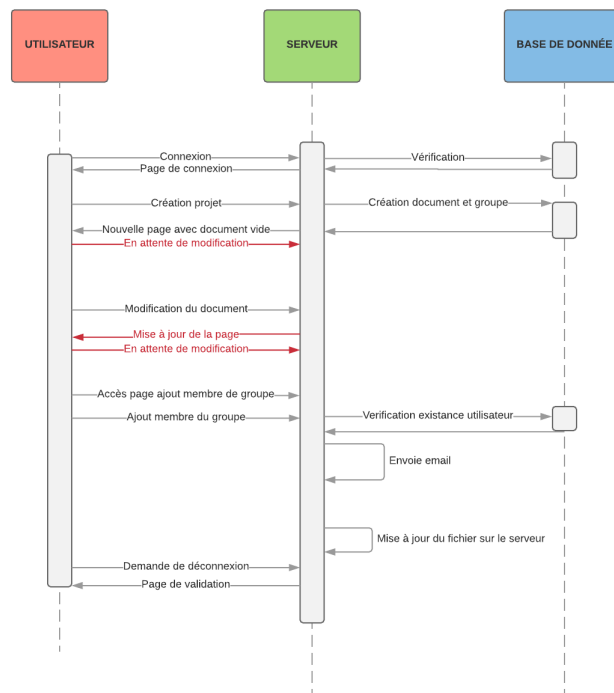 UTILISATEUR
SERVEUR
BASE DE DONNÉE
Connexion
Vérification
Page de connexion
Création projet
Création document et groupe
Nouvelle page avec document vide
En attente de modification
Modification du document
Mise à jour de la page
En attente de modification
Accès page ajout membre de groupe
Ajout membre du groupe
Verification existance utilisateur
Envoie email
Mise à jour du fichier sur le serveur
Demande de déconnexion
Page de validation